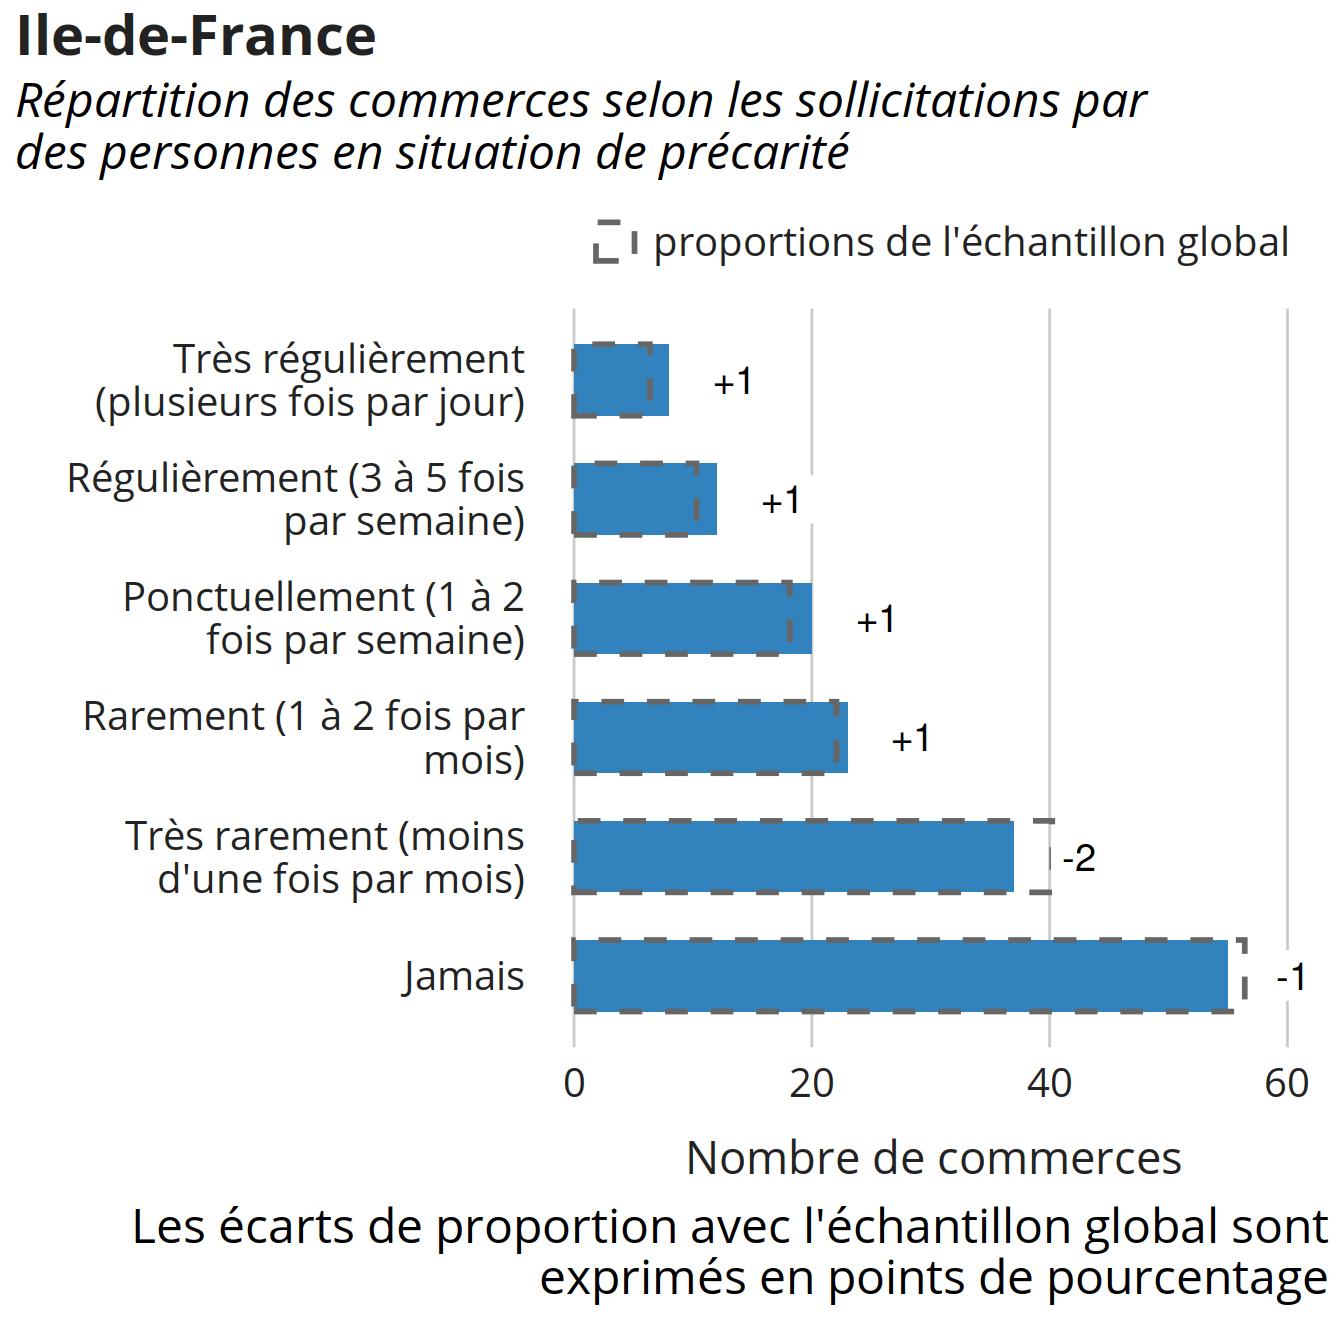 Ile-de-France
Répartition des commerces selon les sollicitations par
des personnes en situation de précarité
proportions de l'échantillon global
Très régulièrement
(plusieurs fois par jour)
+1
Régulièrement (3 à 5 fois
par semaine)
+1
Ponctuellement (1 à 2
fois par semaine)
+1
Rarement (1 à 2 fois par
mois)
+1
Très rarement (moins
d'une fois par mois)
-2
Jamais
-1
0 20 40 60
Nombre de commerces
Les écarts de proportion avec l'échantillon global sont
exprimés en points de pourcentage